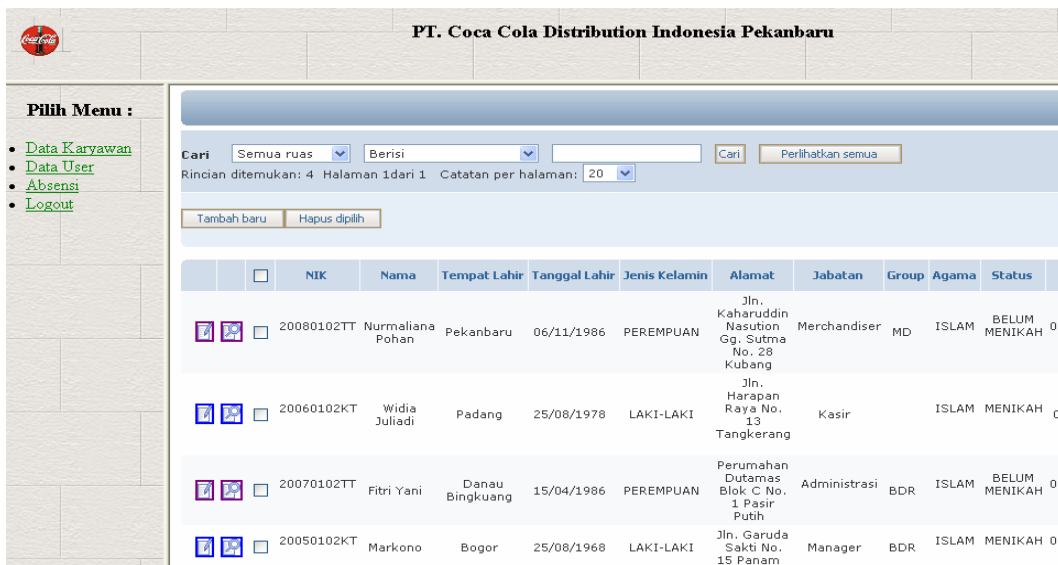 Coca-Cola
PT. Coca Cola Distribution Indonesia Pekanbaru
Pilih Menu :
Data Karyawan
Data User
Absensi
Logout
Cari Semua ruas Berisi Cari Perlihatkan semua
Rincian ditemukan: 4 Halaman 1dari 1 Catatan per halaman: 20
Tambah baru Hapus dipilih
NIK Nama Tempat Lahir Tanggal Lahir Jenis Kelamin Alamat Jabatan Group Agama Status
Jln.
Kaharuddin
20080102TT Nurmaliana Pohan Pekanbaru 06/11/1986 PEREMPUAN Nasution Merchandiser MD ISLAM BELUM MENIKAH 0
Gg. Sutma
No. 28
Kubang
Jln.
Harapan
20060102KT Widia Juliadi Padang 25/08/1978 LAKI-LAKI Raya No. Kasir ISLAM MENIKAH 0
13
Tangkerang
Perumahan
Dutamas
20070102TT Fitri Yani Danau Bingkuang 15/04/1986 PEREMPUAN Blok C No. Administrasi BDR ISLAM BELUM MENIKAH 0
1 Pasir
Putih
Jln. Garuda
20050102KT Markono Bogor 25/08/1968 LAKI-LAKI Sakti No. Manager BDR ISLAM MENIKAH 0
15 Panam